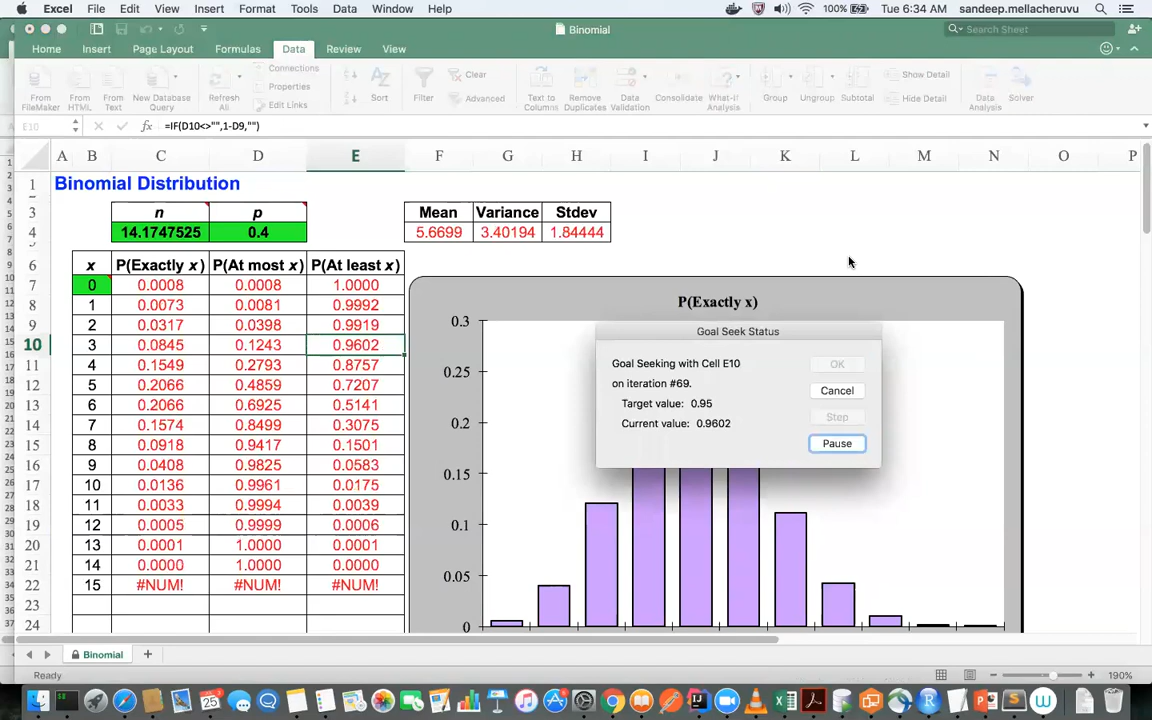 Excel File Edit View Insert Format Tools Data Window Help 100% Tue 6:34 AM sandeep.mellacheruvu
Binomial Search Sheet
Home Insert Page Layout Formulas Data Review View
From FileMaker From HTML From Text New Database Query Refresh All Connections Properties Edit Links Sort Filter Clear Advanced Text to Columns Remove Duplicates Data Validation Consolidate What-If Analysis Group Ungroup Subtotal Show Detail Hide Detail Data Analysis Solver
E10 fx =IF(D10<>"",1-D9,"")
A B C D E F G H I J K L M N O P
1 Binomial Distribution
3 n p Mean Variance Stdev
4 14.1747525 0.4 5.6699 3.40194 1.84444
6 x P(Exactly x) P(At most x) P(At least x)
7 0 0.0008 0.0008 1.0000
8 1 0.0073 0.0081 0.9992
9 2 0.0317 0.0398 0.9919
10 3 0.0845 0.1243 0.9602
11 4 0.1549 0.2793 0.8757
12 5 0.2066 0.4859 0.7207
13 6 0.2066 0.6925 0.5141
14 7 0.1574 0.8499 0.3075
15 8 0.0918 0.9417 0.1501
16 9 0.0408 0.9825 0.0583
17 10 0.0136 0.9961 0.0175
18 11 0.0033 0.9994 0.0039
19 12 0.0005 0.9999 0.0006
20 13 0.0001 1.0000 0.0001
21 14 0.0000 1.0000 0.0000
22 15 #NUM! #NUM! #NUM!
23
24
P(Exactly x)
0.3
0.25
0.2
0.15
0.1
0.05
0
Goal Seek Status
Goal Seeking with Cell E10
on iteration #69.
Target value: 0.95
Current value: 0.9602
OK
Cancel
Step
Pause
Binomial
Ready 190%